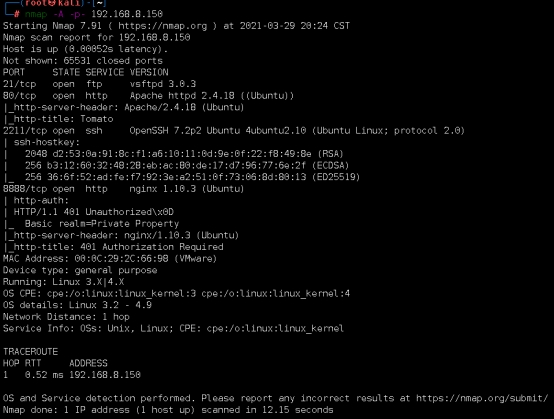 (root💀kali)-[~]
# nmap -A -p- 192.168.8.150
Starting Nmap 7.91 ( https://nmap.org ) at 2021-03-29 20:24 CST
Nmap scan report for 192.168.8.150
Host is up (0.00052s latency).
Not shown: 65531 closed ports
PORT STATE SERVICE VERSION
21/tcp open ftp vsftpd 3.0.3
80/tcp open http Apache httpd 2.4.18 ((Ubuntu))
|_http-server-header: Apache/2.4.18 (Ubuntu)
|_http-title: Tomato
2211/tcp open ssh OpenSSH 7.2p2 Ubuntu 4ubuntu2.10 (Ubuntu Linux; protocol 2.0)
| ssh-hostkey:
| 2048 d2:53:0a:91:8c:f1:a6:10:11:0d:9e:0f:22:f8:49:8e (RSA)
| 256 b3:12:60:32:48:28:eb:ac:80:de:17:d7:96:77:6e:2f (ECDSA)
|_ 256 36:6f:52:ad:fe:f7:92:3e:a2:51:0f:73:06:8d:80:13 (ED25519)
8888/tcp open http nginx 1.10.3 (Ubuntu)
| http-auth:
| HTTP/1.1 401 Unauthorized\x0D
|_ Basic realm=Private Property
|_http-server-header: nginx/1.10.3 (Ubuntu)
|_http-title: 401 Authorization Required
MAC Address: 00:0C:29:2C:66:98 (VMware)
Device type: general purpose
Running: Linux 3.X|4.X
OS CPE: cpe:/o:linux:linux_kernel:3 cpe:/o:linux:linux_kernel:4
OS details: Linux 3.2 - 4.9
Network Distance: 1 hop
Service Info: OSs: Unix, Linux; CPE: cpe:/o:linux:linux_kernel
TRACEROUTE
HOP RTT ADDRESS
1 0.52 ms 192.168.8.150
OS and Service detection performed. Please report any incorrect results at https://nmap.org/submit/
Nmap done: 1 IP address (1 host up) scanned in 12.15 seconds